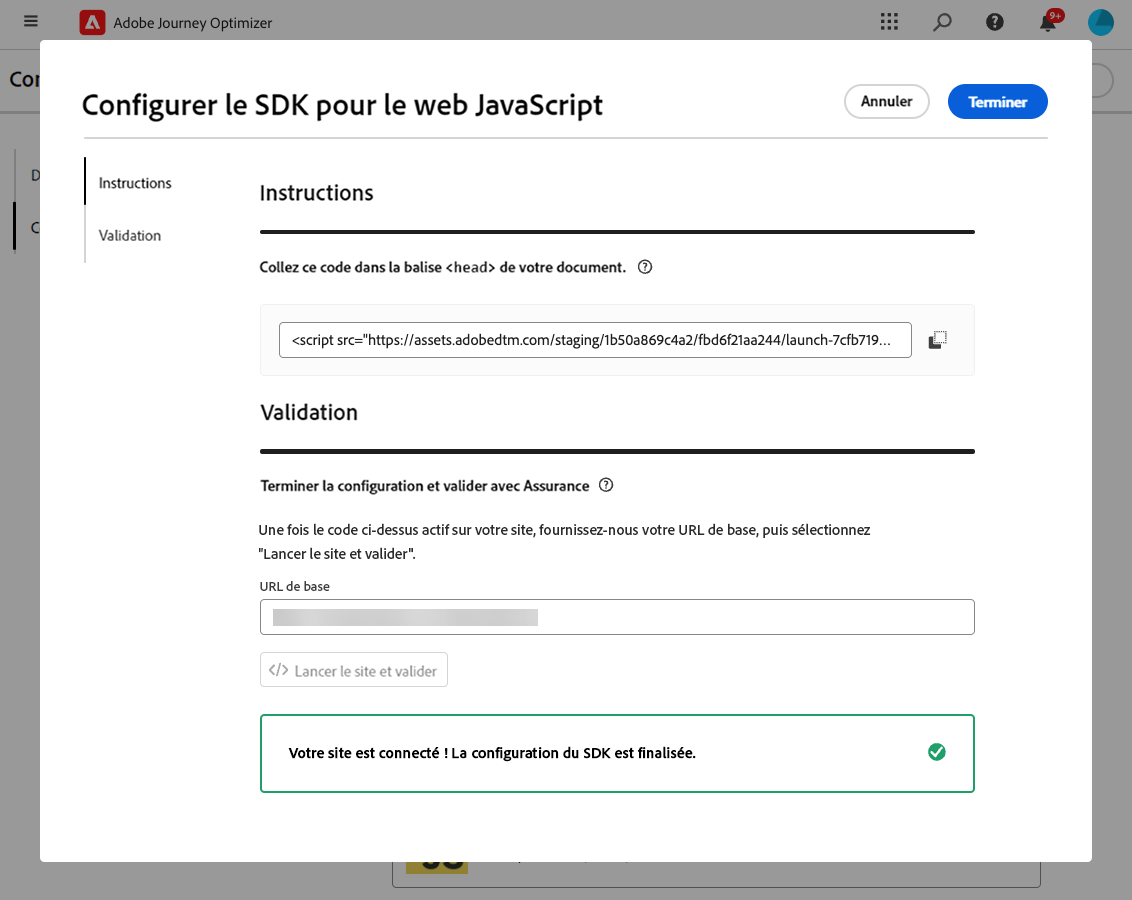 Adobe Journey Optimizer
9+
Configurer le SDK pour le web JavaScript
Annuler
Terminer
Instructions
Validation
Instructions
Collez ce code dans la balise <head> de votre document.
<script src="https://assets.adobedtm.com/staging/1b50a869c4a2/fbd6f21aa244/launch-7cfb719...
Validation
Terminer la configuration et valider avec Assurance
Une fois le code ci-dessus actif sur votre site, fournissez-nous votre URL de base, puis sélectionnez
"Lancer le site et valider".
URL de base
</> Lancer le site et valider
Votre site est connecté ! La configuration du SDK est finalisée.